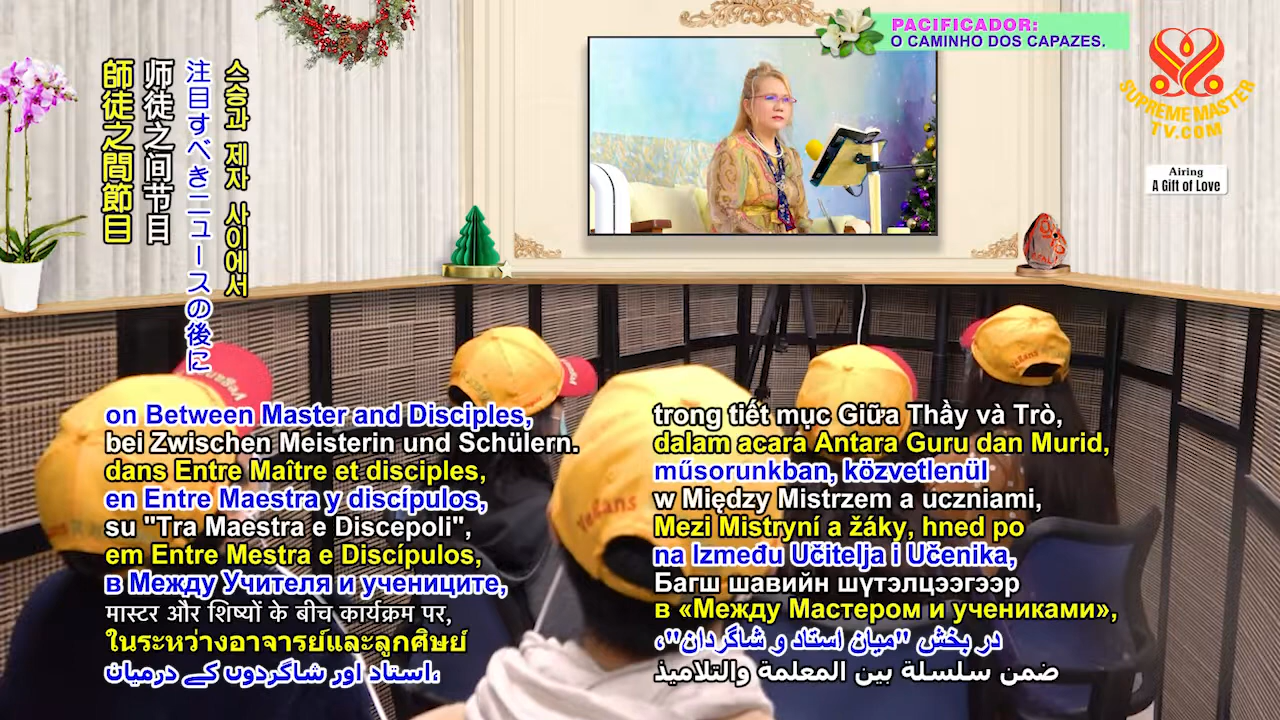 PACIFICADOR:
O CAMINHO DOS CAPAZES.
SUPREME MASTER
TV.COM
Airing
A Gift of Love
스승과 제자 사이에서
注目すべきニュースの後に
师徒之间节目
師徒之間節目
on Between Master and Disciples,
bei Zwischen Meisterin und Schülern.
dans Entre Maître et disciples,
en Entre Maestra y discípulos,
su "Tra Maestra e Discepoli",
em Entre Mestra e Discípulos,
в Между Учителя и учениците,
मास्टर और शिष्यों के बीच कार्यक्रम पर,
ในระหว่างอาจารย์และลูกศิษย์
استاد اور شاگردوں کے درمیان،
trong tiết mục Giữa Thầy và Trò,
dalam acara Antara Guru dan Murid,
műsorunkban, közvetlenül
w Między Mistrzem a uczniami,
Mezi Mistryní a žáky, hned po
na Između Učitelja i Učenika,
Багш шавийн шүтэлцээгээр
в «Между Мастером и учениками»,
در بخش "میان استاد و شاگردان"،
ضمن سلسلة بين المعلمة والتلاميذ